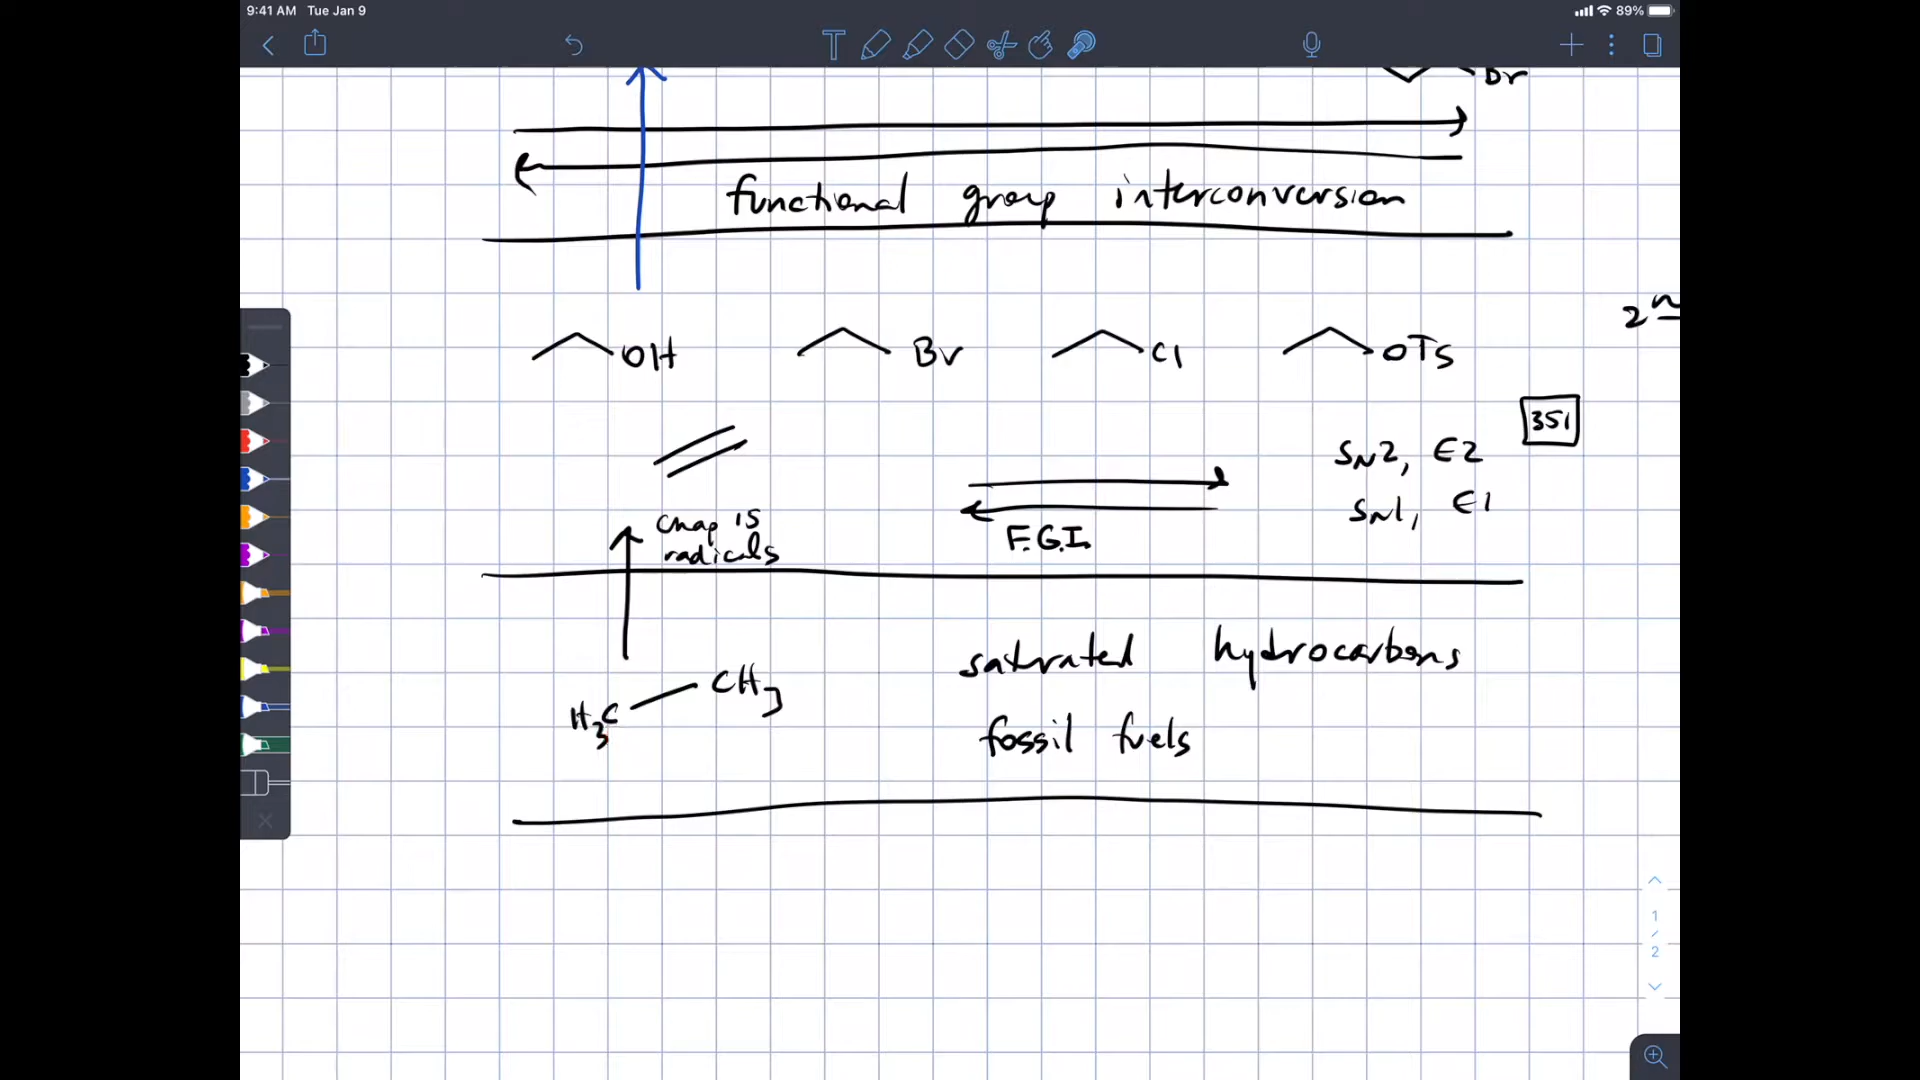 9:41 AM Tue Jan 9
89%
Br
functional group interconversion
2n
OH Br Cl OTs
351
SN2, E2
SN1, E1
Chap 15
radicals
F.G.I.
saturated hydrocarbons
H3C CH3
fossil fuels
1
/
2